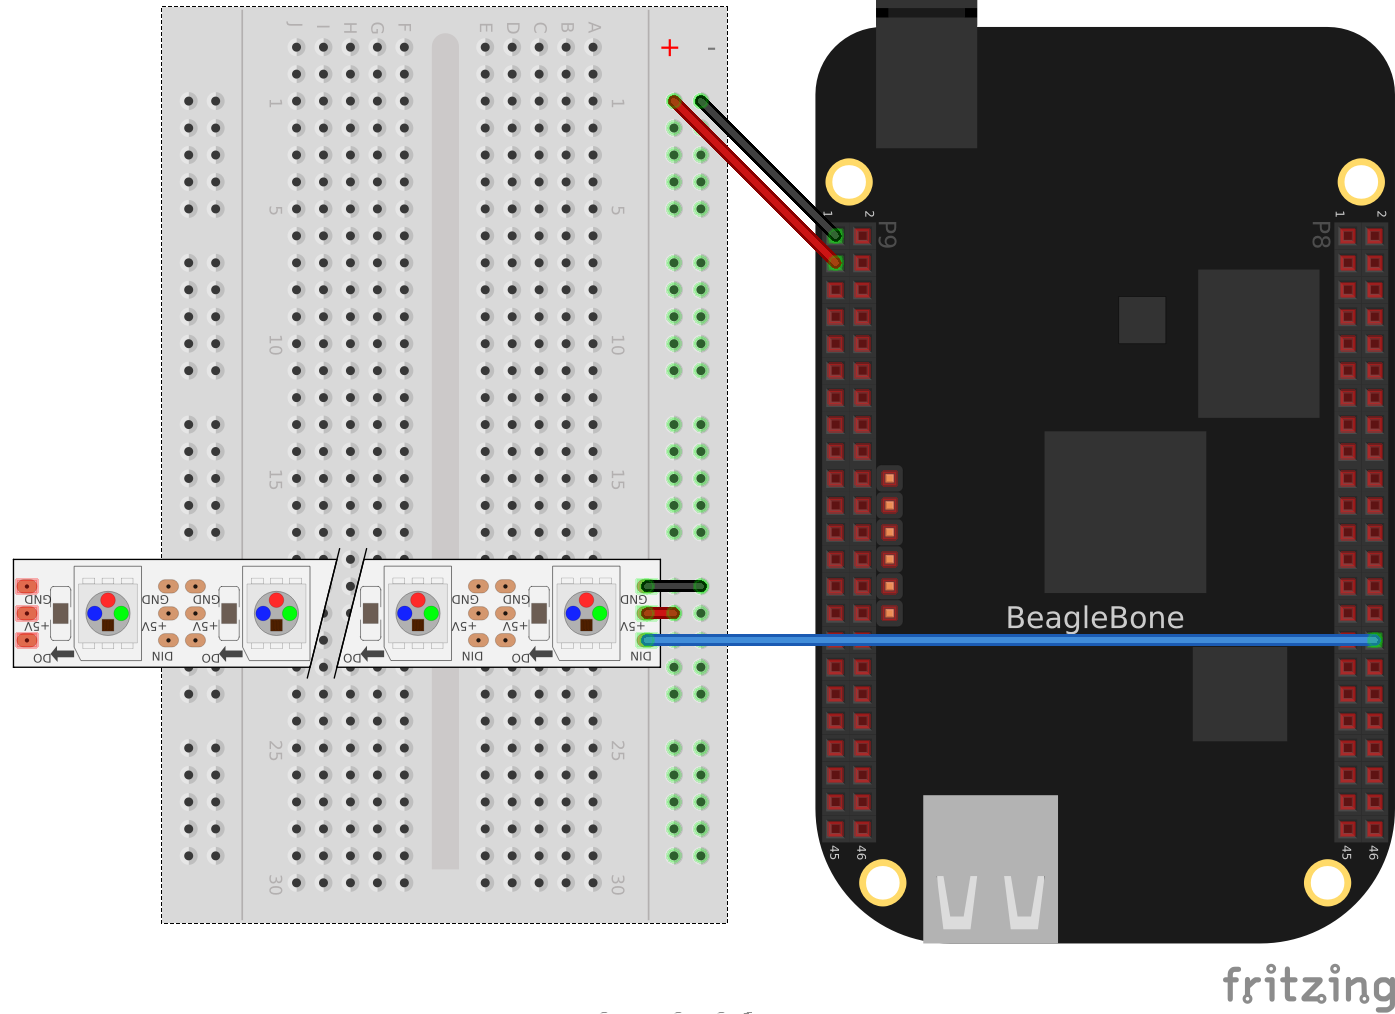 J I H G F E D C B A
+ -
1 1
5
10 10
15 15
25 25
30 30
1 2
P9
1 2
P8
45 46
45 46
BeagleBone
GND GND GND GND GND GND GND
+5V +5V +5V +5V +5V +5V
DO DIN DO DO DIN DO DIN
fritzing